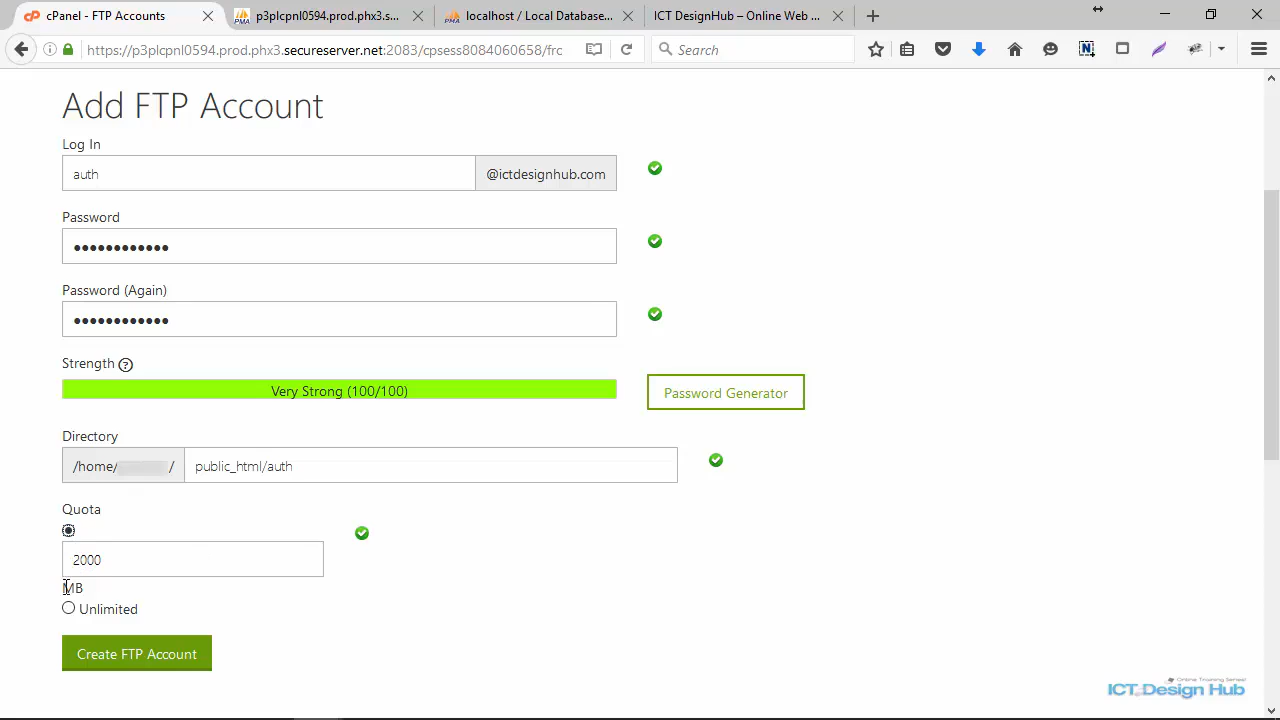 cPanel - FTP Accounts
p3plcpnl0594.prod.phx3.s...
localhost / Local Database...
ICT DesignHub – Online Web ...
https://p3plcpnl0594.prod.phx3.secureserver.net:2083/cpsess8084060658/frc
Search
Add FTP Account
Log In
auth
@ictdesignhub.com
Password
••••••••••••
Password (Again)
••••••••••••
Strength ?
Very Strong (100/100)
Password Generator
Directory
/home/ /
public_html/auth
Quota
2000
MB
Unlimited
Create FTP Account
Online Training Series!
ICT Design Hub